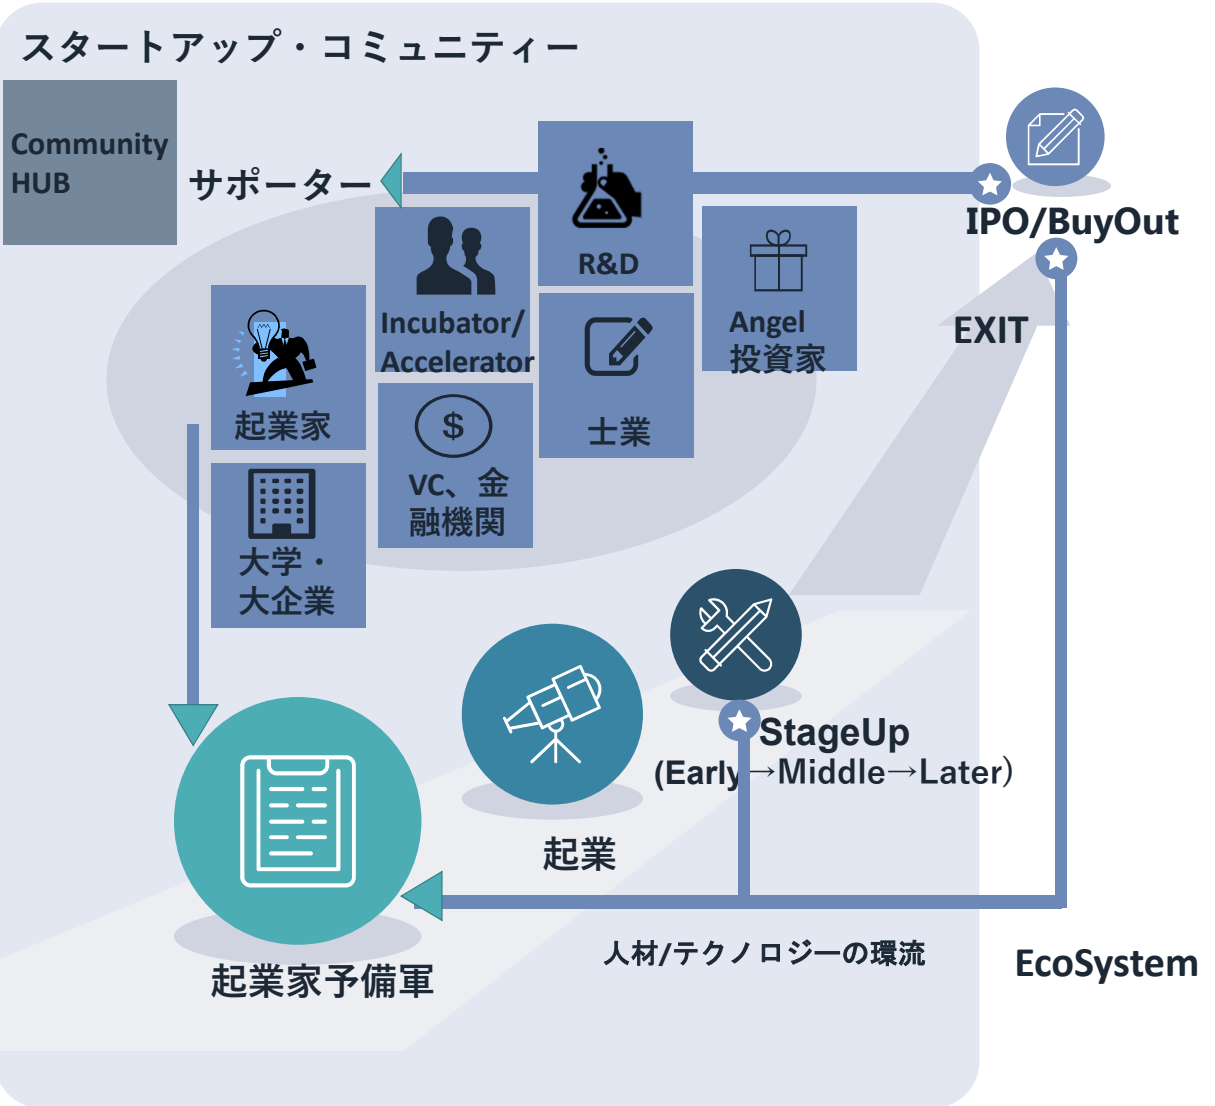 スタートアップ・コミュニティー
Community
HUB
サポーター
R&D
IPO/BuyOut
Incubator/
Accelerator
Angel
投資家
EXIT
起業家
士業
$
VC、金
融機関
大学・
大企業
StageUp
(Early→Middle→Later）
起業
人材/テクノロジーの環流
EcoSystem
起業家予備軍